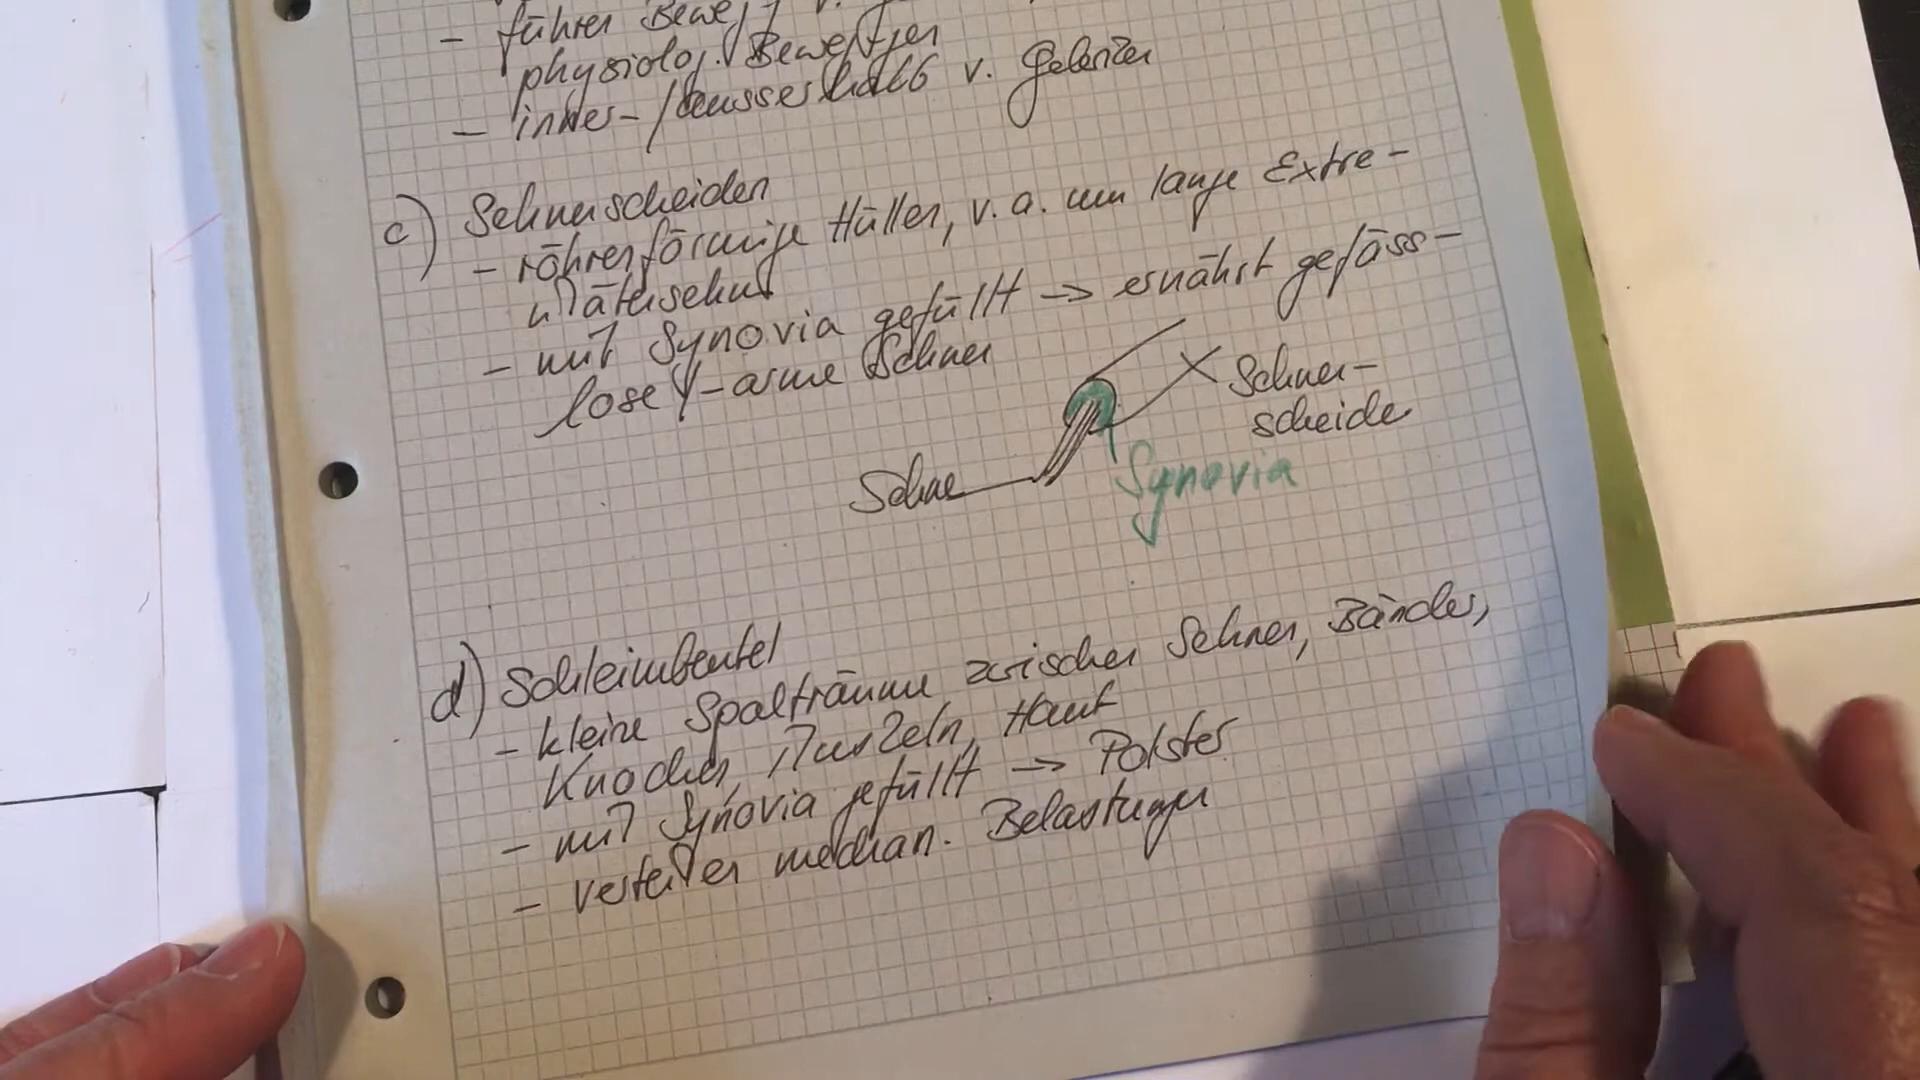 - führen Beweg v.
physiolog. Bewegungen
- inner-/ausserhalb v. Gelenken
c) Sehnenscheiden
- röhrenförmige Hüllen, v.a. um lange Extre-
mitätensehn
- mit Synovia gefüllt → ernährt gefäss-
lose/-arme Sehnen
Sehnen-
scheide
Sehne
Synovia
d) Schleimbeutel
- kleine Spalträume zwischen Sehnen, Bänder,
Knochen, Muskeln, Haut
- mit Synovia gefüllt → Polster
- verteilen mechan. Belastungen